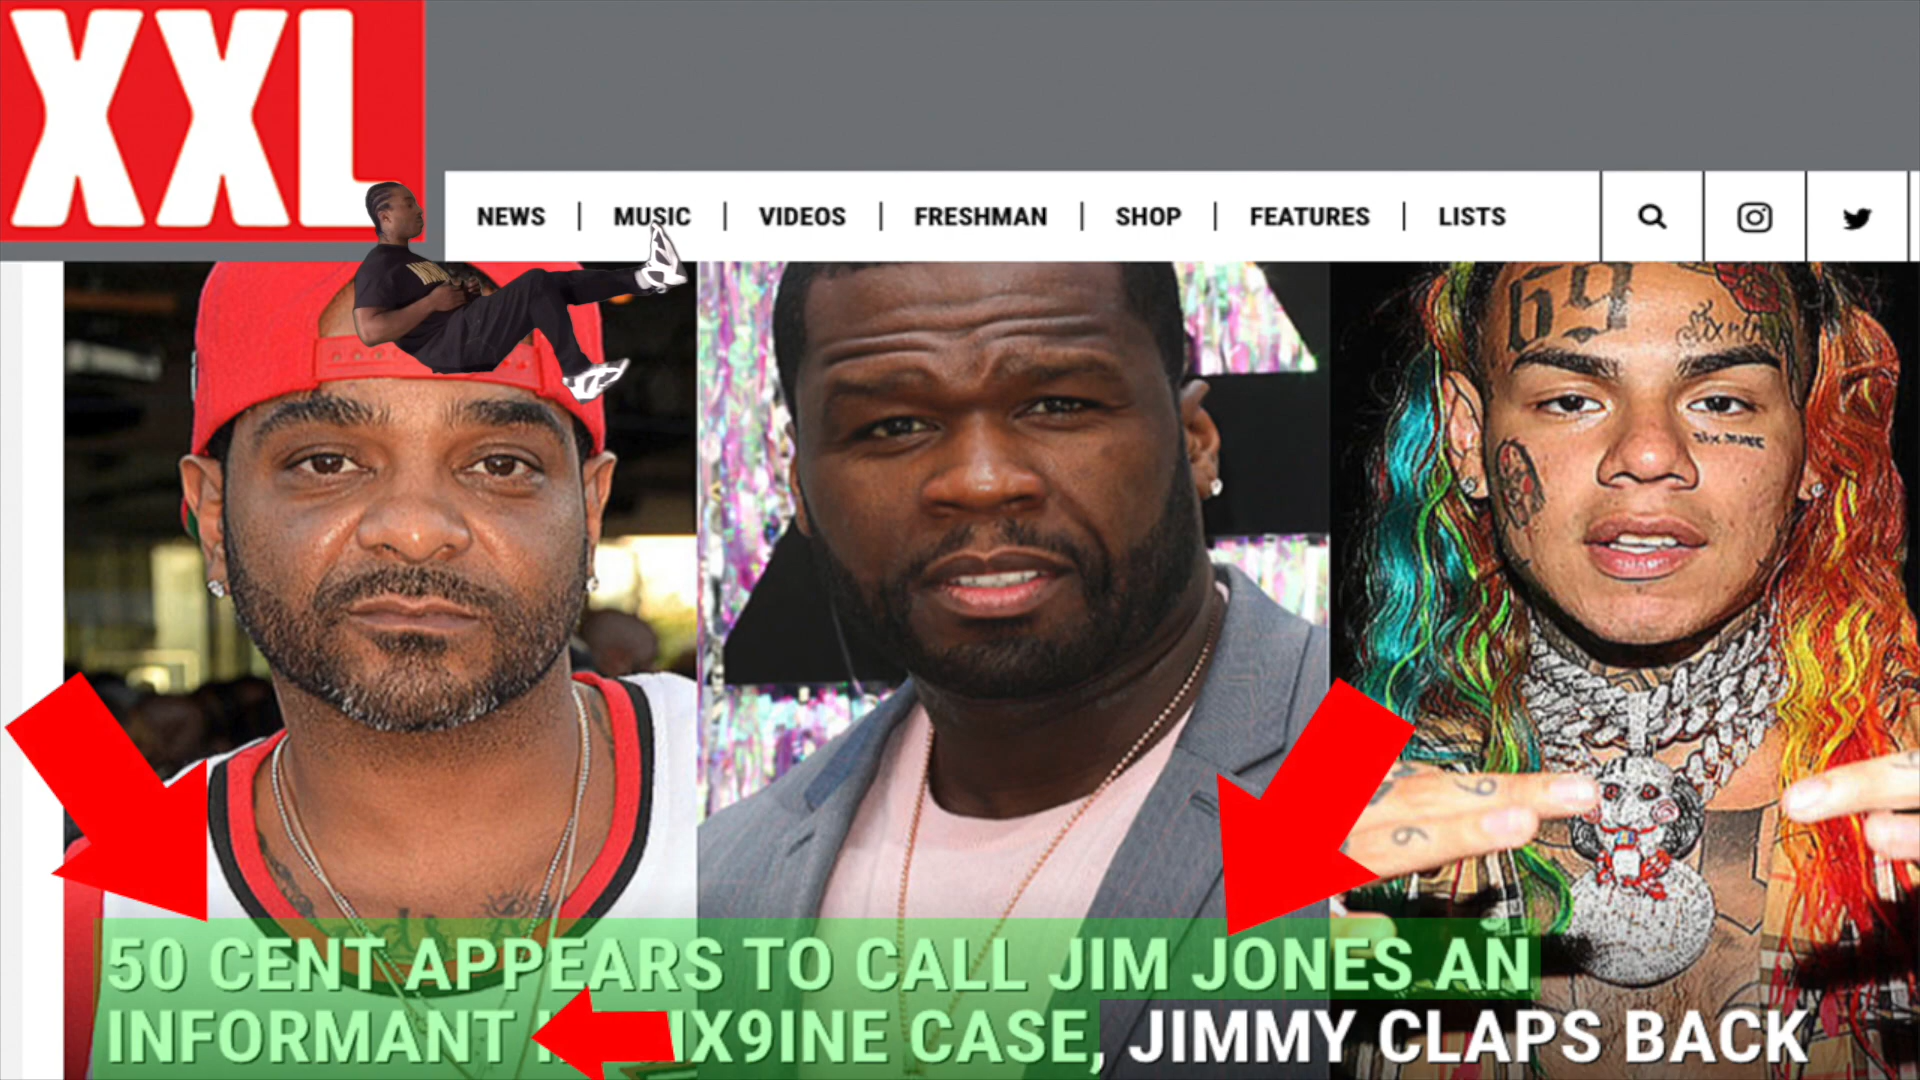 XXL
NEWS | MUSIC | VIDEOS | FRESHMAN | SHOP | FEATURES | LISTS
69
50 CENT APPEARS TO CALL JIM JONES AN
INFORMANT IX9INE CASE, JIMMY CLAPS BACK